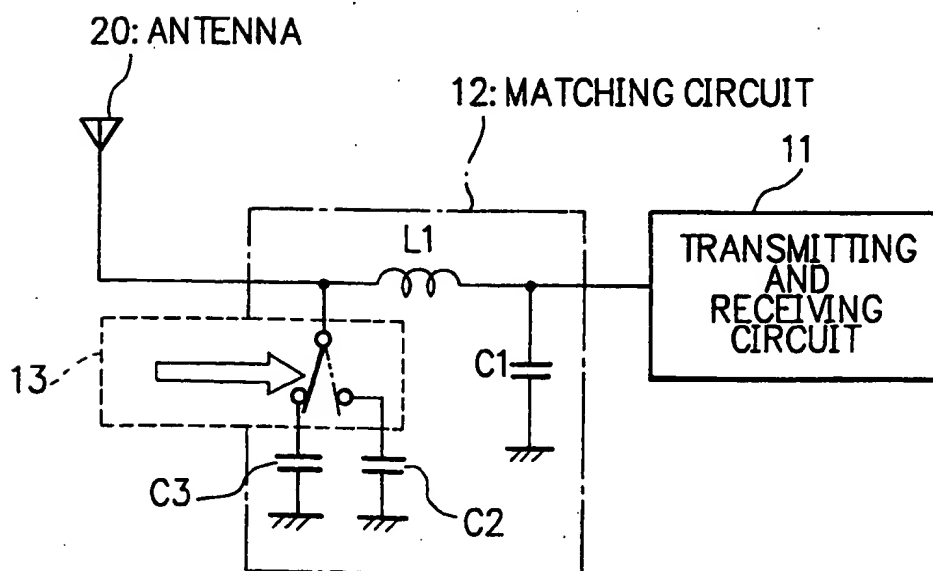 20: ANTENNA
12: MATCHING CIRCUIT
11
L1
TRANSMITTING
AND
RECEIVING
CIRCUIT
13
C1
C3
C2